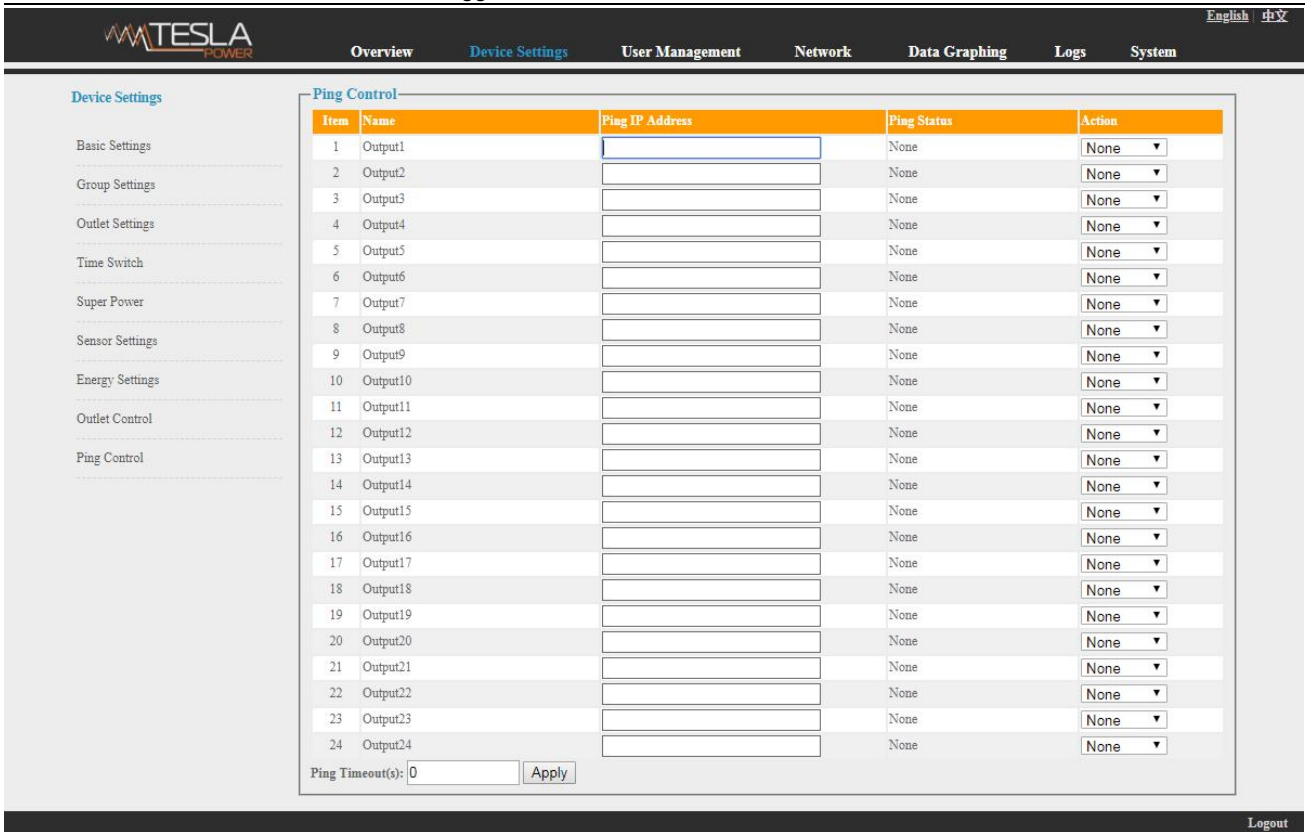 gg
English | 中文
TESLA
POWER
Overview Device Settings User Management Network Data Graphing Logs System
Device Settings
Basic Settings
Group Settings
Outlet Settings
Time Switch
Super Power
Sensor Settings
Energy Settings
Outlet Control
Ping Control
Ping Control
Item Name Ping IP Address Ping Status Action
1 Output1 None None
2 Output2 None None
3 Output3 None None
4 Output4 None None
5 Output5 None None
6 Output6 None None
7 Output7 None None
8 Output8 None None
9 Output9 None None
10 Output10 None None
11 Output11 None None
12 Output12 None None
13 Output13 None None
14 Output14 None None
15 Output15 None None
16 Output16 None None
17 Output17 None None
18 Output18 None None
19 Output19 None None
20 Output20 None None
21 Output21 None None
22 Output22 None None
23 Output23 None None
24 Output24 None None
Ping Timeout(s): 0 Apply
Logout